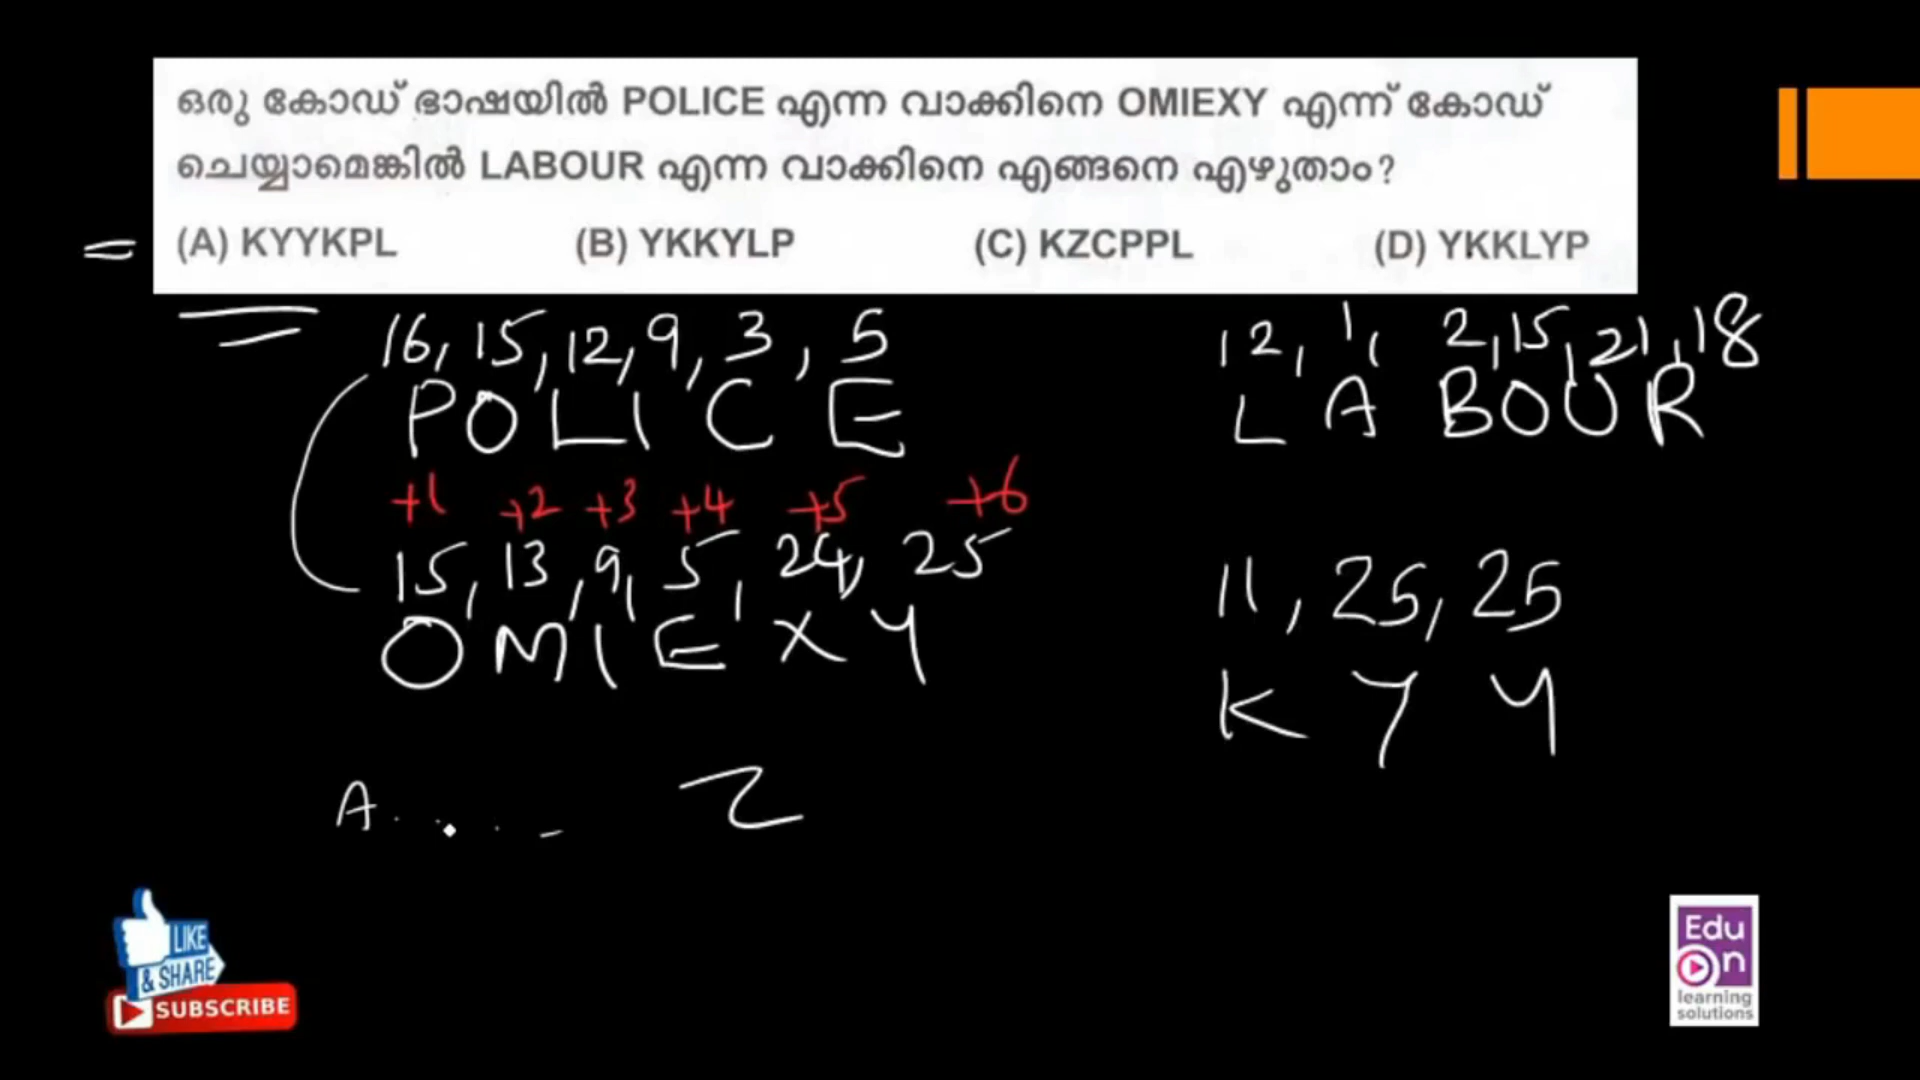 ഒരു കോഡ് ഭാഷയിൽ POLICE എന്ന വാക്കിനെ OMIEXY എന്ന് കോഡ്
ചെയ്യാമെങ്കിൽ LABOUR എന്ന വാക്കിനെ എങ്ങനെ എഴുതാം?
= (A) KYYKPL (B) YKKYLP (C) KZCPPL (D) YKKLYP
16, 15, 12, 9, 3, 5 12, 1, 2, 15, 21, 18
POLICE LABOUR
+1 +2 +3 +4 +5 +6
15, 13, 9, 5, 24, 25 11, 25, 25
OMIEXY KYY
A.... - Z
LIKE
& SHARE
SUBSCRIBE
Edu
On
learning
solutions